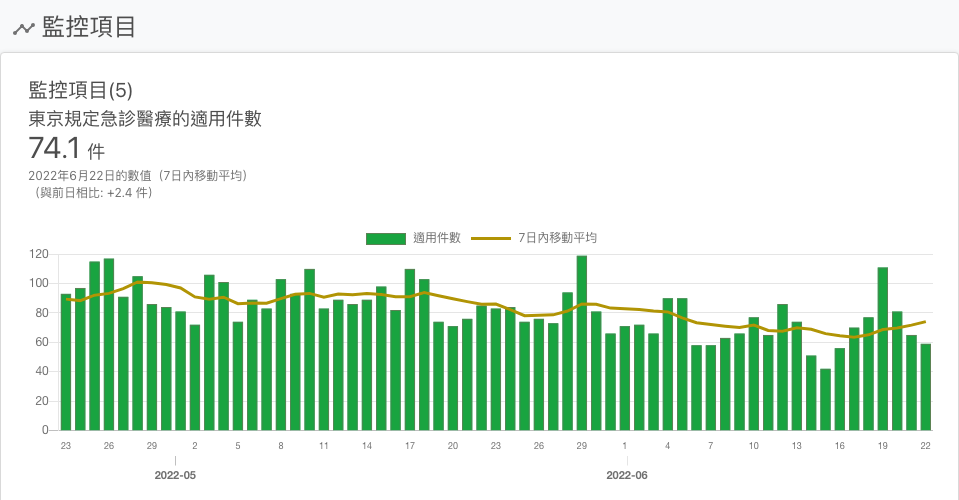 監控項目
監控項目(5)
東京規定急診醫療的適用件數
74.1 件
2022年6月22日的數值（7日內移動平均）
（與前日相比: +2.4 件）
適用件數 7日內移動平均
120
100
80
60
40
20
0
23 26 29 2 5 8 11 14 17 20 23 26 29 1 4 7 10 13 16 19 22
2022-05 2022-06